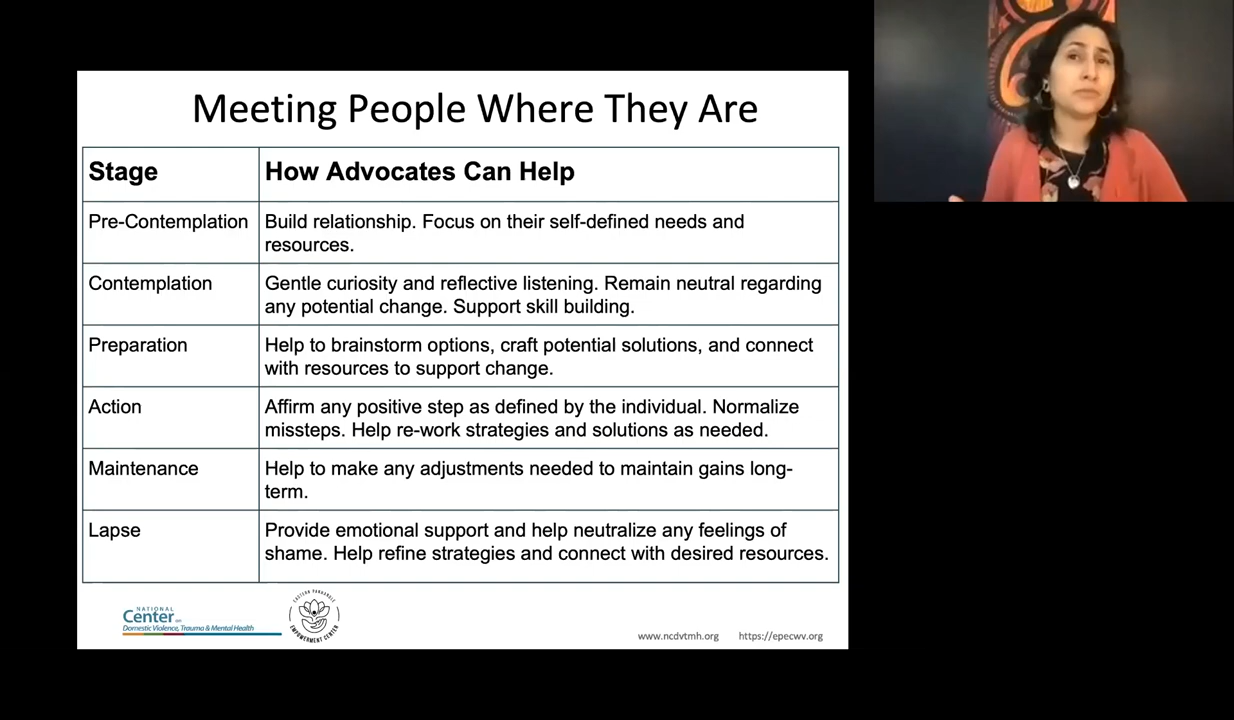 Meeting People Where They Are
Stage
How Advocates Can Help
Pre-Contemplation
Build relationship. Focus on their self-defined needs and
resources.
Contemplation
Gentle curiosity and reflective listening. Remain neutral regarding
any potential change. Support skill building.
Preparation
Help to brainstorm options, craft potential solutions, and connect
with resources to support change.
Action
Affirm any positive step as defined by the individual. Normalize
missteps. Help re-work strategies and solutions as needed.
Maintenance
Help to make any adjustments needed to maintain gains long-
term.
Lapse
Provide emotional support and help neutralize any feelings of
shame. Help refine strategies and connect with desired resources.
NATIONAL
Center on
Domestic Violence, Trauma & Mental Health
EASTERN PANHANDLE
EMPOWERMENT CENTER
www.ncdvtmh.org
https://epecwv.org